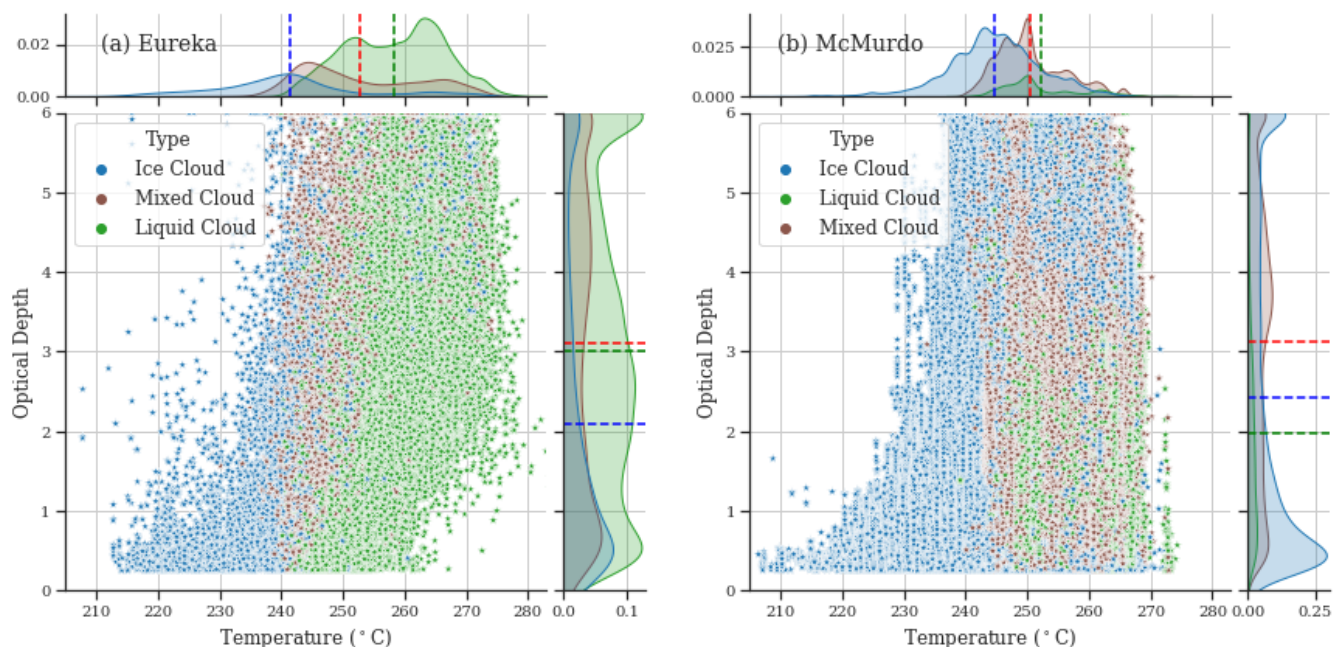 (a) Eureka
0.02
0.00
6
5
4
3
2
1
0
Optical Depth
Type
Ice Cloud
Mixed Cloud
Liquid Cloud
210 220 230 240 250 260 270 280
Temperature (°C)
0.0 0.1
(b) McMurdo
0.025
0.000
6
5
4
3
2
1
0
Optical Depth
Type
Ice Cloud
Liquid Cloud
Mixed Cloud
210 220 230 240 250 260 270 280
Temperature (°C)
0.00 0.25